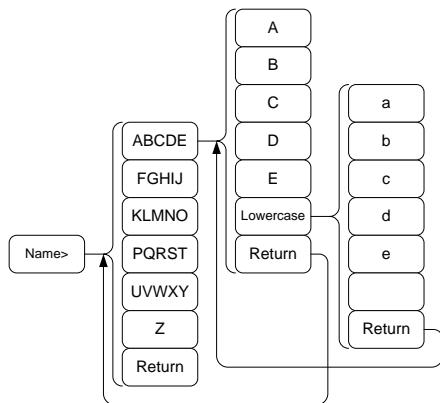 Name>
ABCDE
FGHIJ
KLMNO
PQRST
UVWXY
Z
Return
A
B
C
D
E
Lowercase
Return
a
b
c
d
e
Return